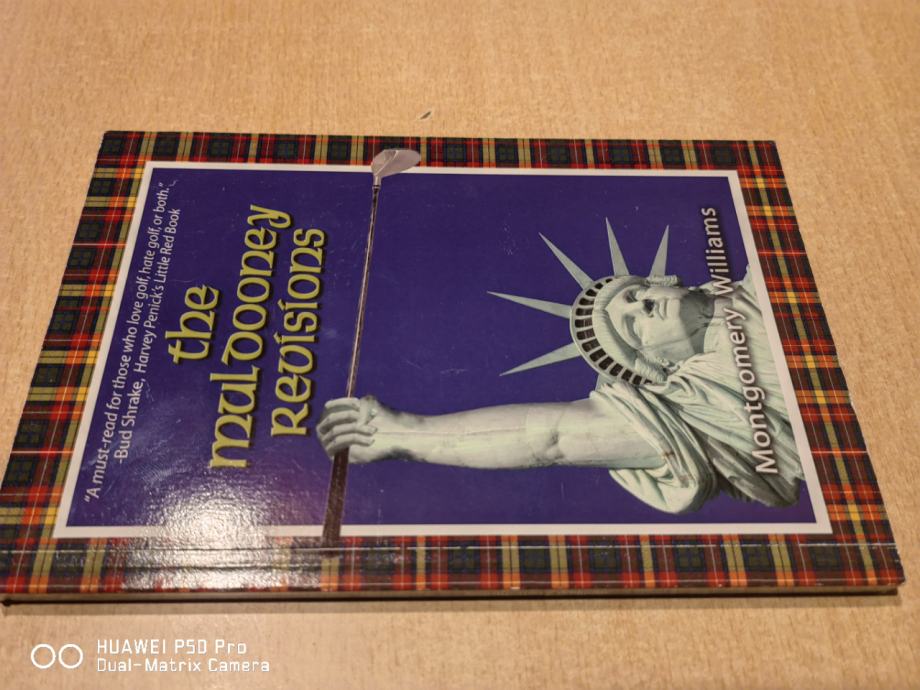 "A must-read for those who love golf, hate golf, or both."
-Bud Shrake, Harvey Penick's Little Red Book
the
muldooney
Revisions
Montgomery Williams
HUAWEI P50 Pro
Dual-Matrix Camera